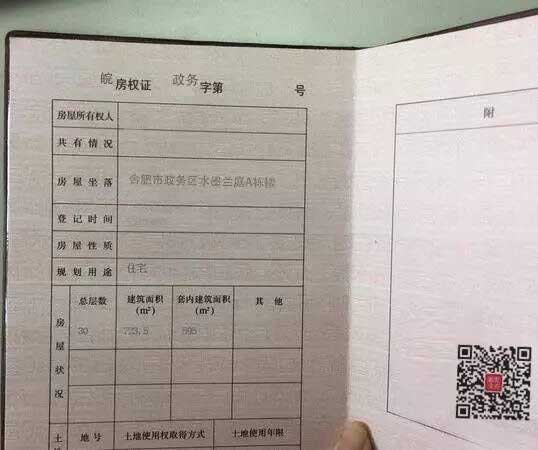 皖 房权证 政务 字第 号
房屋所有权人
共有情况
房屋坐落 合肥市政务区水墨兰庭A栋楼
登记时间
房屋性质
规划用途 住宅
房屋状况
总层数 建筑面积(m²) 套内建筑面积(m²) 其他
30 723.5 595
地号 土地使用权取得方式 土地使用年限
附